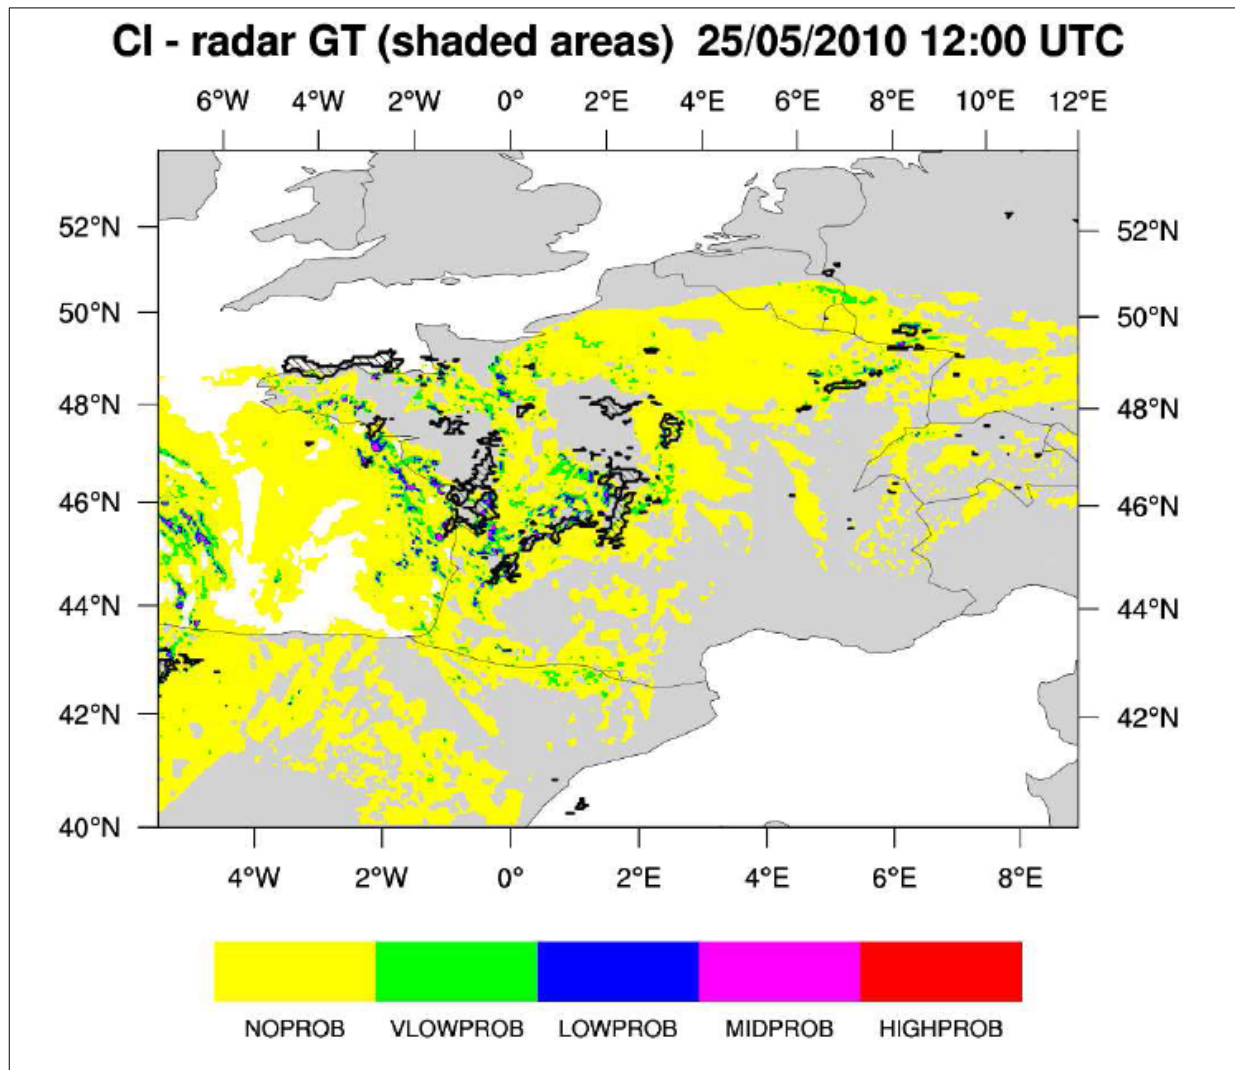 CI - radar GT (shaded areas) 25/05/2010 12:00 UTC
6°W 4°W 2°W 0° 2°E 4°E 6°E 8°E 10°E 12°E
52°N 52°N
50°N 50°N
48°N 48°N
46°N 46°N
44°N 44°N
42°N 42°N
40°N
4°W 2°W 0° 2°E 4°E 6°E 8°E
NOPROB VLOWPROB LOWPROB MIDPROB HIGHPROB